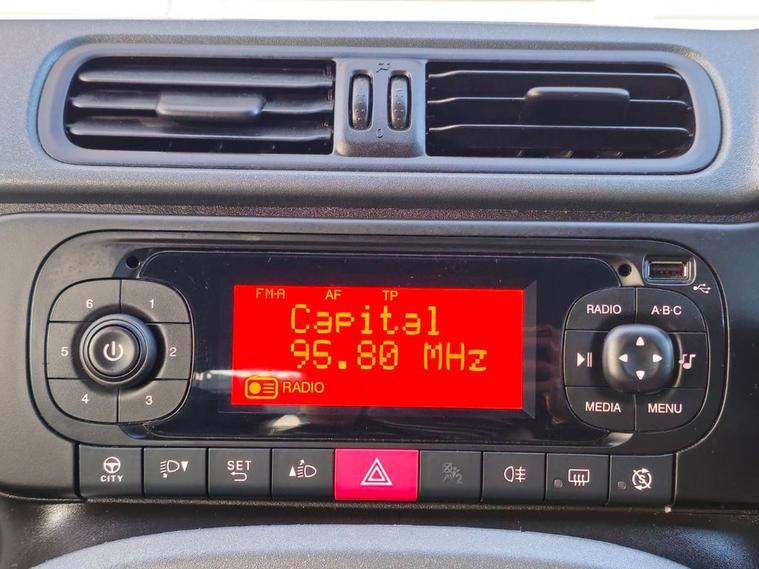 FM-A AF TP
Capital
95.80 MHz
RADIO
6 1
5 2
4 3
RADIO A·B·C
MEDIA MENU
CITY
SET